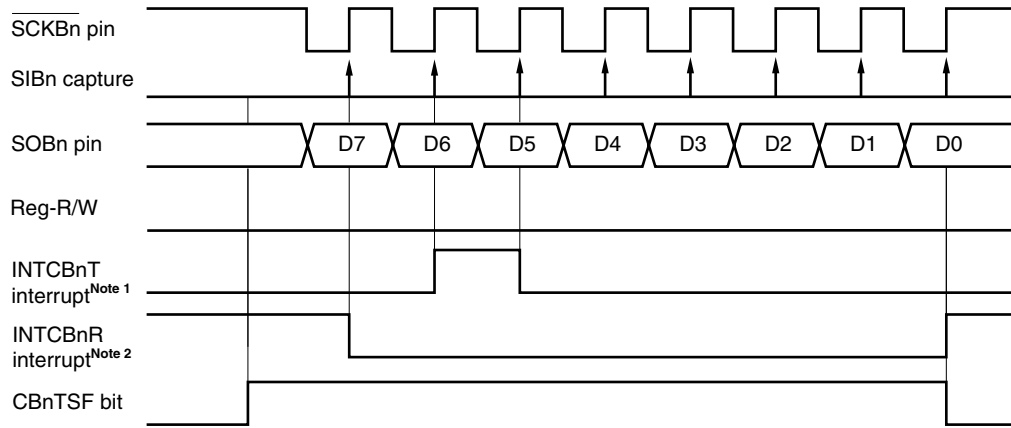 SCKBn pin
SIBn capture
SOBn pin
D7 D6 D5 D4 D3 D2 D1 D0
Reg-R/W
INTCBnT
interruptNote 1
INTCBnR
interruptNote 2
CBnTSF bit